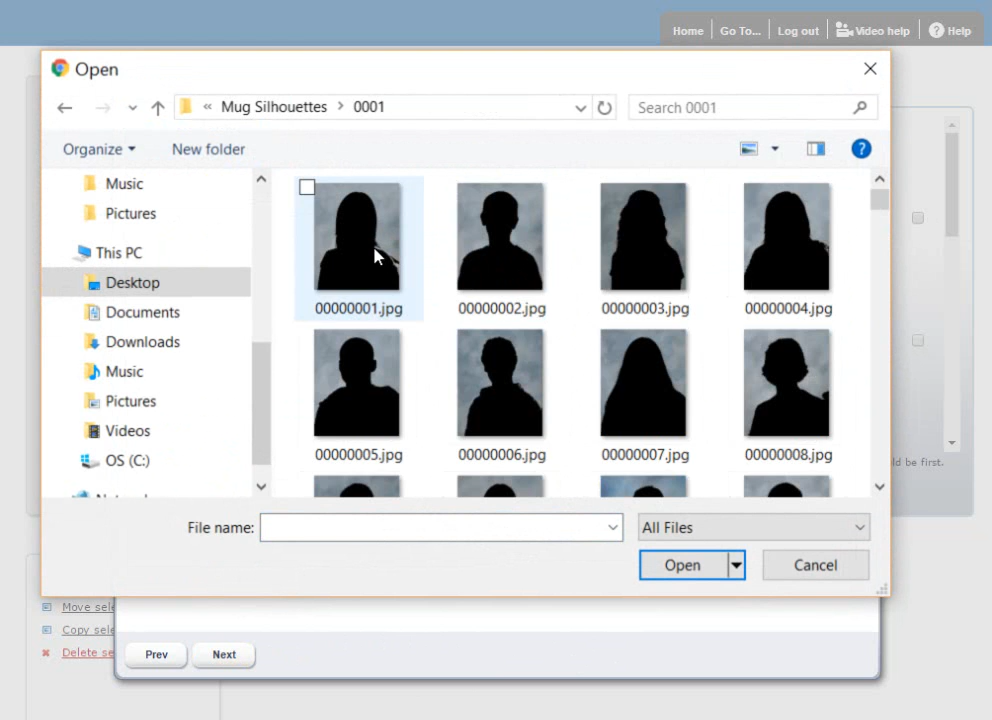 Home Go To... Log out Video help Help
Open
« Mug Silhouettes > 0001
Search 0001
Organize New folder
Music
Pictures
This PC
Desktop
Documents
Downloads
Music
Pictures
Videos
OS (C:)
00000001.jpg 00000002.jpg 00000003.jpg 00000004.jpg
00000005.jpg 00000006.jpg 00000007.jpg 00000008.jpg
ld be first.
File name: All Files
Open Cancel
Move sele
Copy sele
Delete se
Prev Next